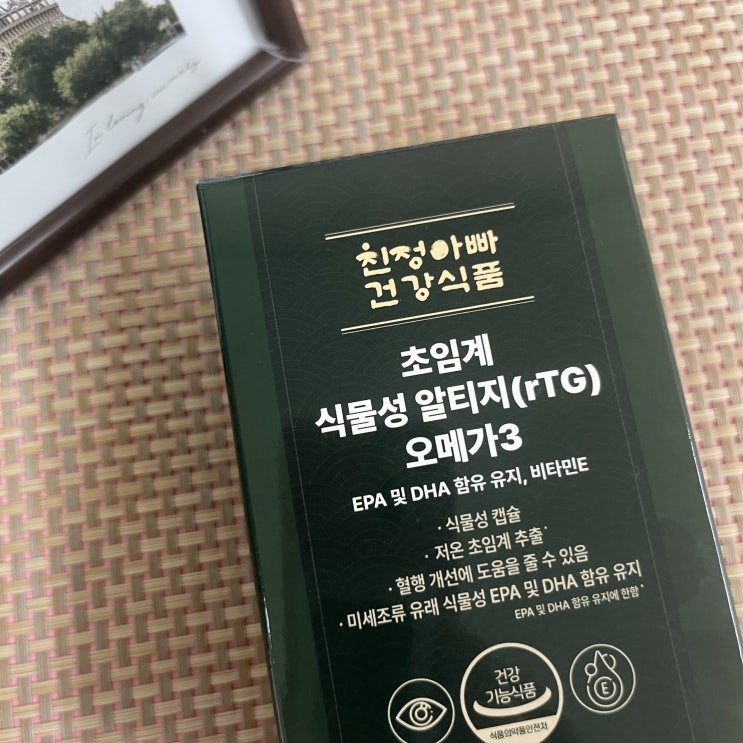 In loving memory
친정아빠
건강식품
초임계
식물성 알티지(rTG)
오메가3
EPA 및 DHA 함유 유지, 비타민E
· 식물성 캡슐
· 저온 초임계 추출*
· 혈행 개선에 도움을 줄 수 있음
· 미세조류 유래 식물성 EPA 및 DHA 함유 유지*
EPA 및 DHA 함유 유지에 한함*
건강
기능식품
식품의약품안전처
E